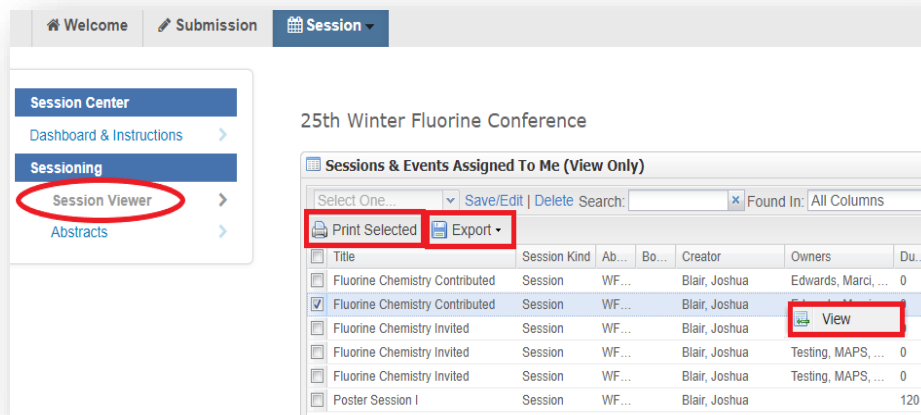 Welcome Submission Session
Session Center
Dashboard & Instructions
Sessioning
Session Viewer
Abstracts
25th Winter Fluorine Conference
Sessions & Events Assigned To Me (View Only)
Select One... Save/Edit | Delete Search: Found In: All Columns
Print Selected Export
Title Session Kind Ab... Bo... Creator Owners Du...
Fluorine Chemistry Contributed Session WF... Blair, Joshua Edwards, Marci, ... 0
Fluorine Chemistry Contributed Session WF... Blair, Joshua
View
Fluorine Chemistry Invited Session WF... Blair, Joshua
Fluorine Chemistry Invited Session WF... Blair, Joshua Testing, MAPS, ... 0
Fluorine Chemistry Invited Session WF... Blair, Joshua Testing, MAPS, ... 0
Poster Session I Session WF... Blair, Joshua 120